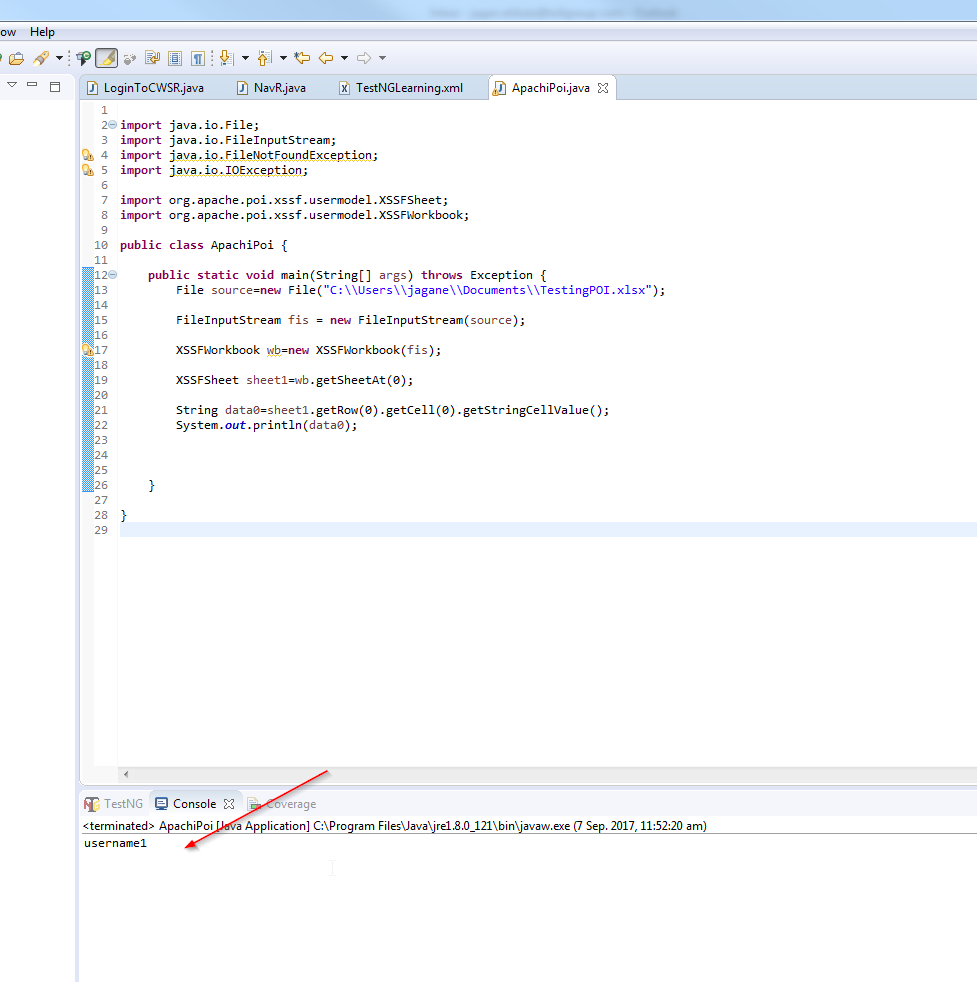 ow Help
LoginToCWSR.java NavR.java TestNGLearning.xml ApachiPoi.java
1
2 import java.io.File;
3 import java.io.FileInputStream;
4 import java.io.FileNotFoundException;
5 import java.io.IOException;
6
7 import org.apache.poi.xssf.usermodel.XSSFSheet;
8 import org.apache.poi.xssf.usermodel.XSSFWorkbook;
9
10 public class ApachiPoi {
11
12 public static void main(String[] args) throws Exception {
13 File source=new File("C:\\Users\\jagane\\Documents\\TestingPOI.xlsx");
14
15 FileInputStream fis = new FileInputStream(source);
16
17 XSSFWorkbook wb=new XSSFWorkbook(fis);
18
19 XSSFSheet sheet1=wb.getSheetAt(0);
20
21 String data0=sheet1.getRow(0).getCell(0).getStringCellValue();
22 System.out.println(data0);
23
24
25
26 }
27
28 }
29
TestNG Console Coverage
<terminated> ApachiPoi [Java Application] C:\Program Files\Java\jre1.8.0_121\bin\javaw.exe (7 Sep. 2017, 11:52:20 am)
username1